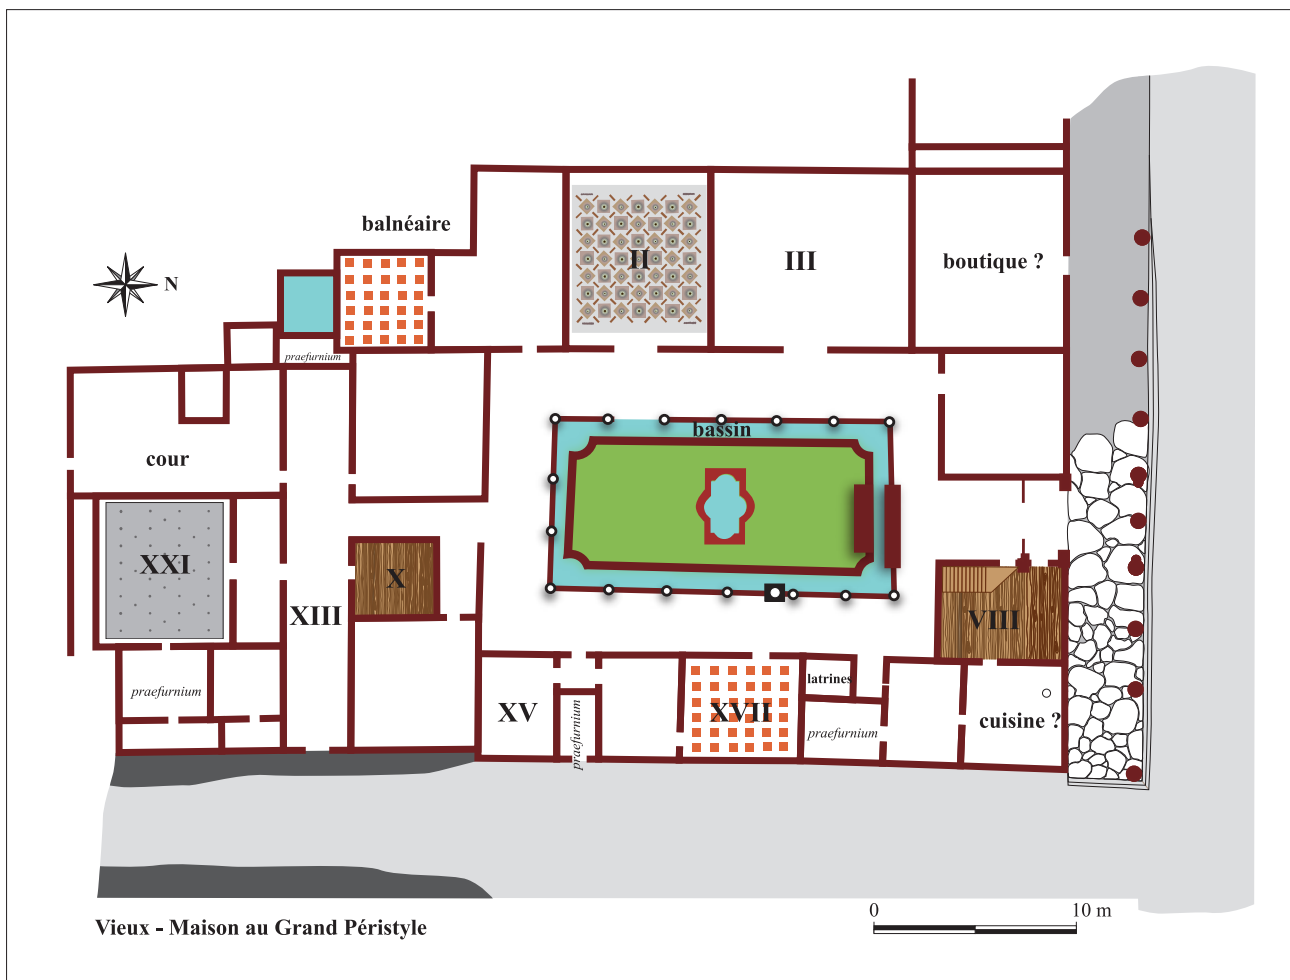 balnéaire
II
III
boutique ?
N
praefurnium
bassin
cour
XXI
X
XIII
VIII
praefurnium
XV
praefurnium
XVII
latrines
praefurnium
cuisine ?
0 10 m
Vieux - Maison au Grand Péristyle